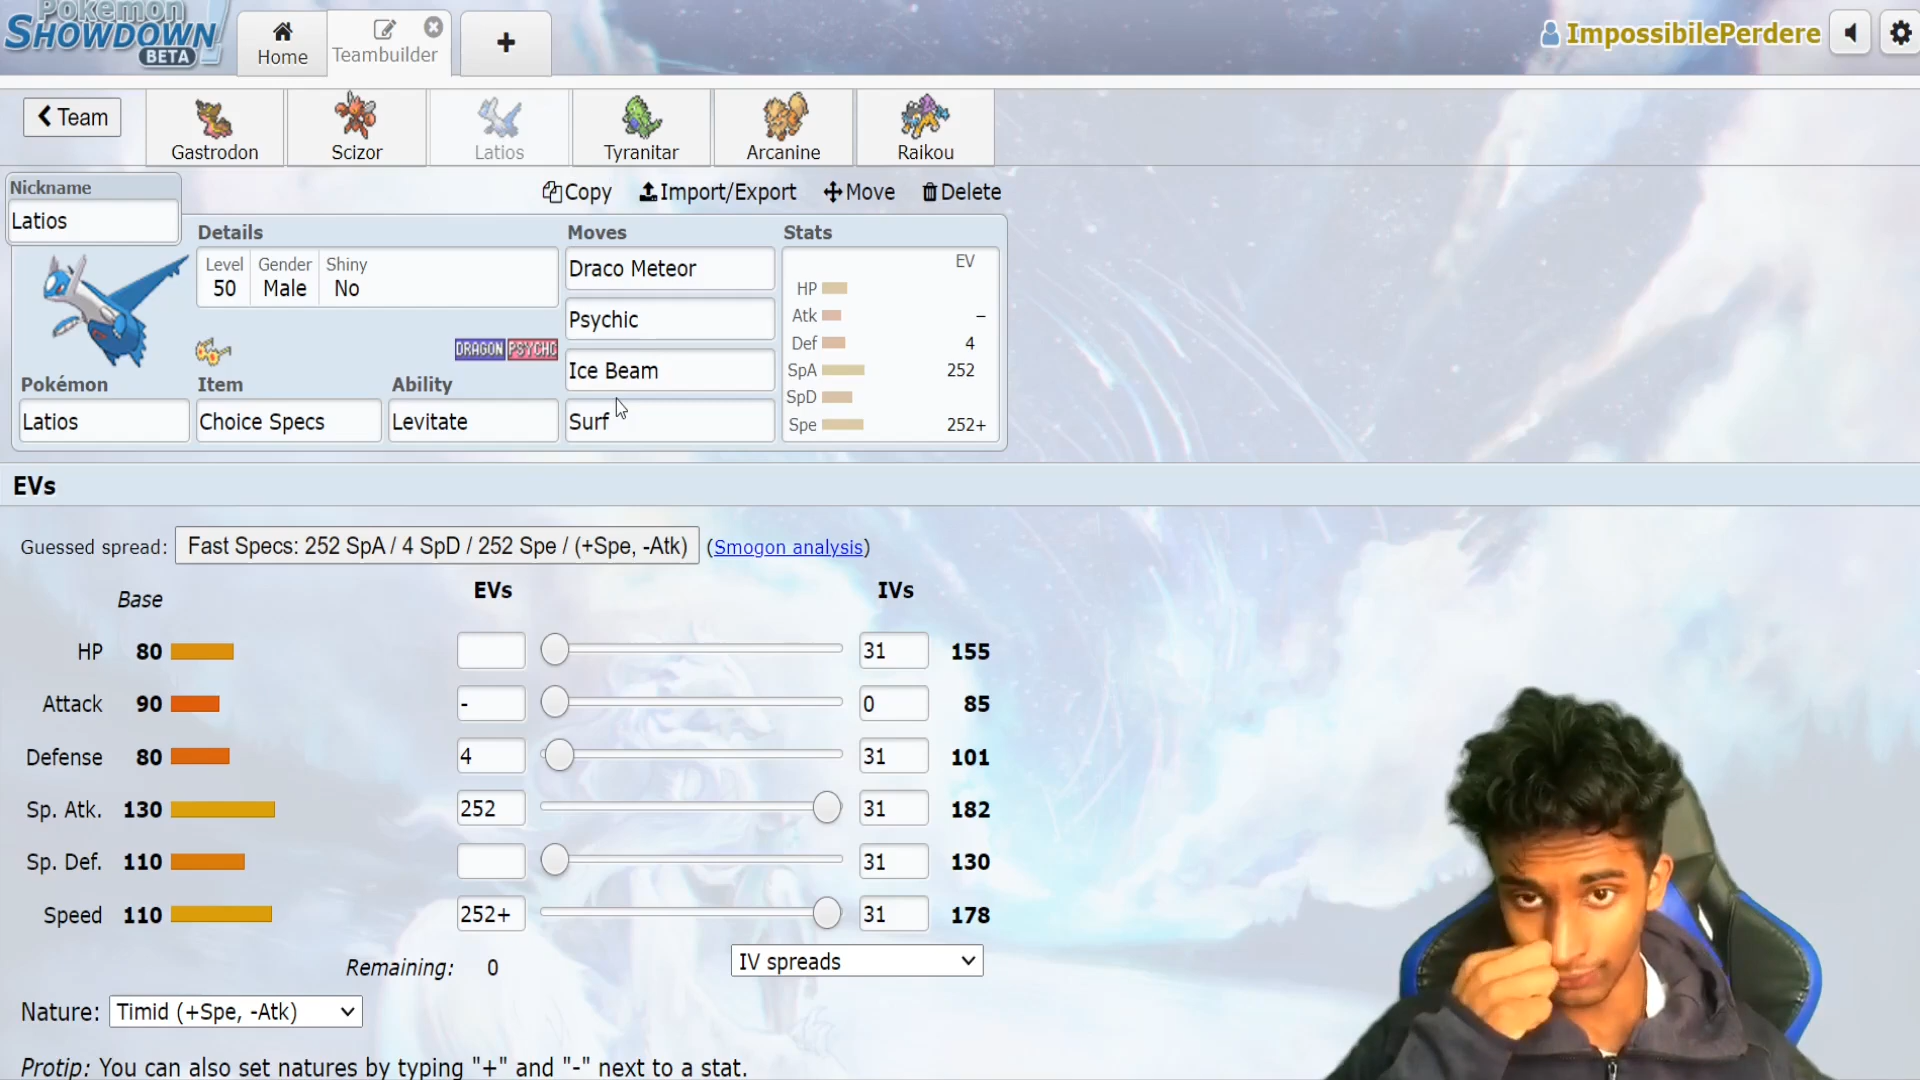 Pokémon
SHOWDOWN
BETA
Home
Teambuilder
+
ImpossibilePerdere
Team
Gastrodon
Scizor
Latios
Tyranitar
Arcanine
Raikou
Nickname
Latios
Copy
Import/Export
Move
Delete
Details
Level
50
Gender
Male
Shiny
No
DRAGON PSYCHC
Pokémon
Latios
Item
Choice Specs
Ability
Levitate
Moves
Draco Meteor
Psychic
Ice Beam
Surf
Stats
EV
HP
Atk –
Def 4
SpA 252
SpD
Spe 252+
EVs
Guessed spread: Fast Specs: 252 SpA / 4 SpD / 252 Spe / (+Spe, -Atk) (Smogon analysis)
Base EVs IVs
HP 80 31 155
Attack 90 - 0 85
Defense 80 4 31 101
Sp. Atk. 130 252 31 182
Sp. Def. 110 31 130
Speed 110 252+ 31 178
Remaining: 0 IV spreads
Nature: Timid (+Spe, -Atk)
Protip: You can also set natures by typing "+" and "-" next to a stat.